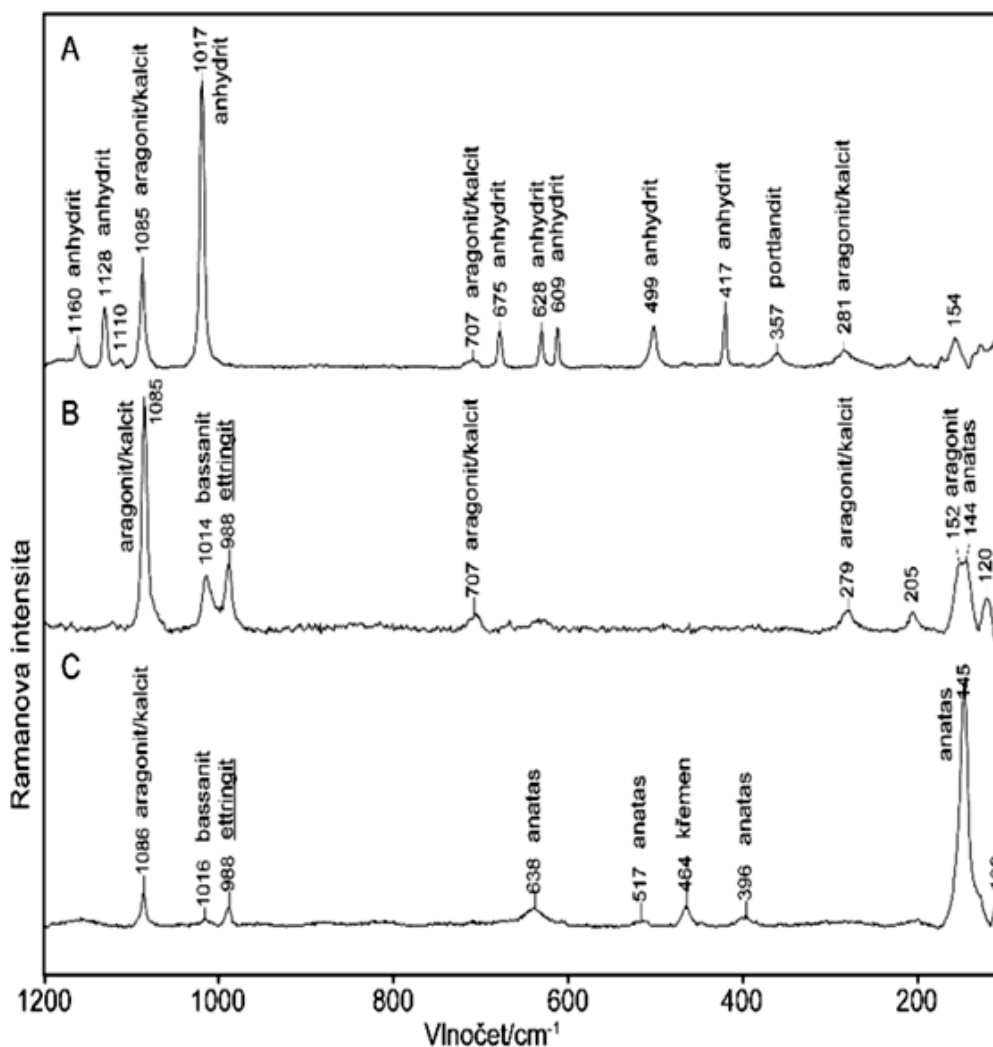 A
1160 anhydrit
1128 anhydrit
1110
1085 aragonit/kalcit
1017
anhydrit
707 aragonit/kalcit
675 anhydrit
628 anhydrit
609 anhydrit
499 anhydrit
417 anhydrit
357 portlandit
281 aragonit/kalcit
154
B
aragonit/kalcit
1085
1014 bassanit
988 ettringit
707 aragonit/kalcit
279 aragonit/kalcit
205
152 aragonit
144 anatas
120
C
1086 aragonit/kalcit
1016 bassanit
988 ettringit
638 anatas
517 anatas
464 křemen
396 anatas
anatas
Ramanova intensita
1200
1000
800
600
400
200
Vlnočet/cm⁻¹